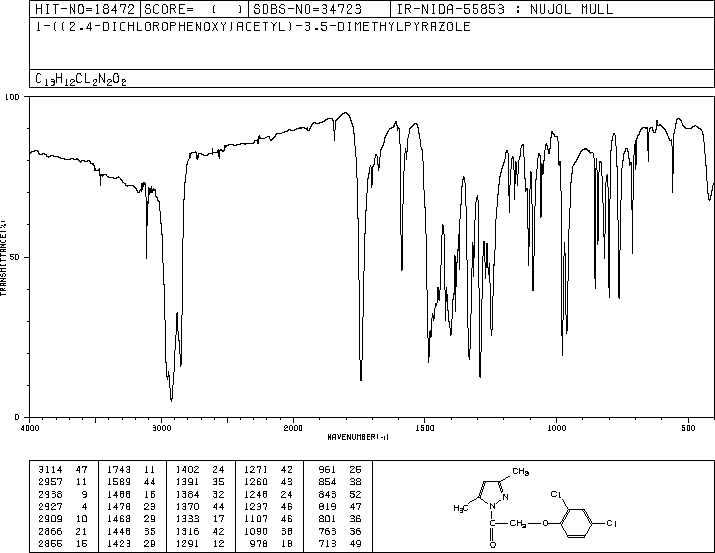 HIT-NO=18472 SCORE= ( ) SDBS-NO=34723 IR-NIDA-55853 : NUJOL MULL
1-((2,4-DICHLOROPHENOXY)ACETYL)-3,5-DIMETHYLPYRAZOLE
C13H12CL2N2O2
100
50
0
TRANSMITTANCE(%)
4000 3000 2000 1500 1000 500
WAVENUMBER(-1)
3114 47 1743 11 1402 24 1271 42 961 26
2957 11 1589 44 1391 35 1260 43 854 38
2938 9 1488 16 1384 32 1248 24 843 52
2927 4 1478 23 1370 44 1237 46 819 47
2909 10 1468 29 1333 17 1107 46 801 36
2866 21 1448 35 1316 42 1090 38 763 36
2855 16 1423 29 1291 12 978 18 713 49
CH3
N
CH3
N
C
O
CH2
O
Cl
Cl